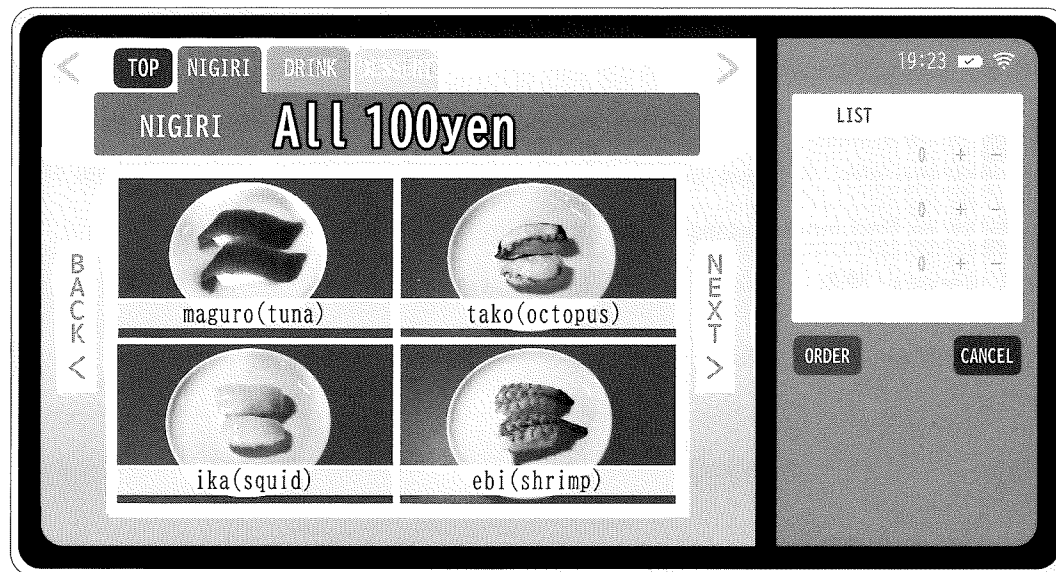 <
TOP
NIGIRI
DRINK
DESSERT
>
19:23
NIGIRI All 100yen
BACK
<
maguro(tuna)
tako(octopus)
ika(squid)
ebi(shrimp)
NEXT
>
LIST
0 + −
0 + −
0 + −
ORDER
CANCEL